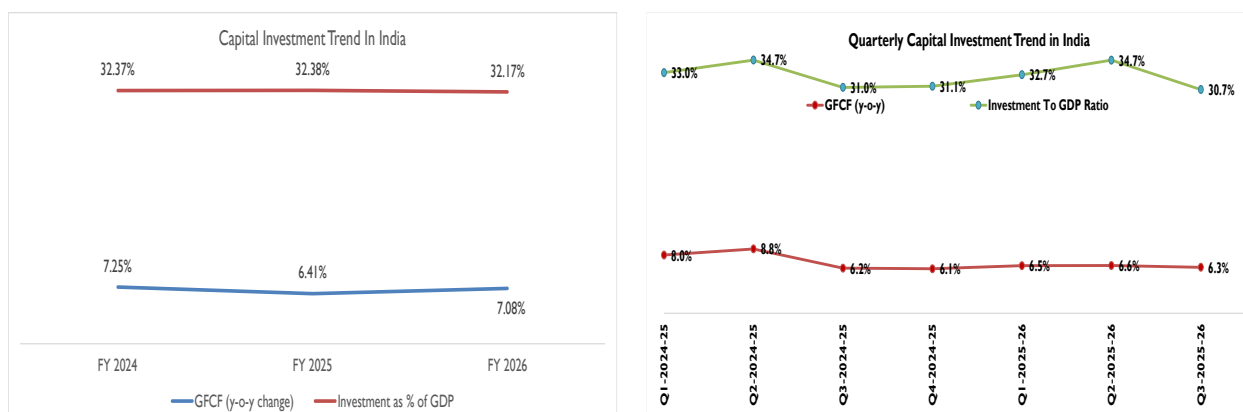 Capital Investment Trend In India
32.37% 32.38% 32.17%
7.25% 6.41% 7.08%
FY 2024 FY 2025 FY 2026
GFCF (y-o-y change) Investment as % of GDP
Quarterly Capital Investment Trend in India
33.0% 34.7% 31.0% 31.1% 32.7% 34.7% 30.7%
GFCF (y-o-y) Investment To GDP Ratio
8.0% 8.8% 6.2% 6.1% 6.5% 6.6% 6.3%
Q1-2024-25
Q2-2024-25
Q3-2024-25
Q4-2024-25
Q1-2025-26
Q2-2025-26
Q3-2025-26